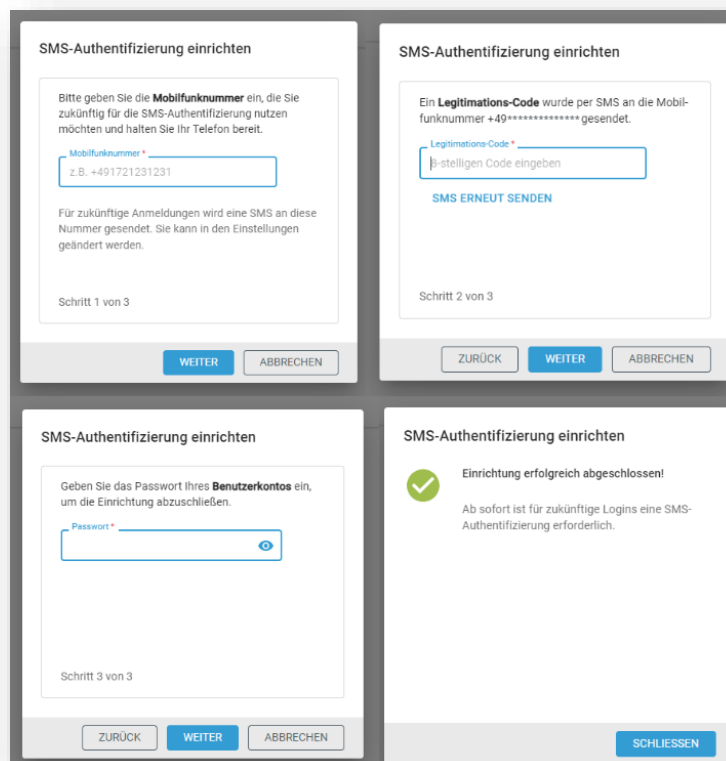 SMS-Authentifizierung einrichten
Bitte geben Sie die Mobilfunknummer ein, die Sie
zukünftig für die SMS-Authentifizierung nutzen
möchten und halten Sie Ihr Telefon bereit.
Mobilfunknummer *
z.B. +491721231231
Für zukünftige Anmeldungen wird eine SMS an diese
Nummer gesendet. Sie kann in den Einstellungen
geändert werden.
Schritt 1 von 3
WEITER
ABBRECHEN
SMS-Authentifizierung einrichten
Ein Legitimations-Code wurde per SMS an die Mobil-
funknummer +49************** gesendet.
Legitimations-Code *
8-stelligen Code eingeben
SMS ERNEUT SENDEN
Schritt 2 von 3
ZURÜCK
WEITER
ABBRECHEN
SMS-Authentifizierung einrichten
Geben Sie das Passwort Ihres Benutzerkontos ein,
um die Einrichtung abzuschließen.
Passwort *
Schritt 3 von 3
ZURÜCK
WEITER
ABBRECHEN
SMS-Authentifizierung einrichten
Einrichtung erfolgreich abgeschlossen!
Ab sofort ist für zukünftige Logins eine SMS-
Authentifizierung erforderlich.
SCHLIESSEN